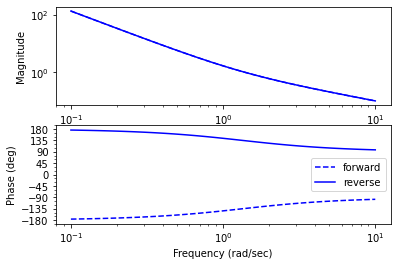 10²
10⁰
Magnitude
10⁻¹ 10⁰ 10¹
180
135
90
45
0
−45
−90
−135
−180
Phase (deg)
forward
reverse
10⁻¹ 10⁰ 10¹
Frequency (rad/sec)